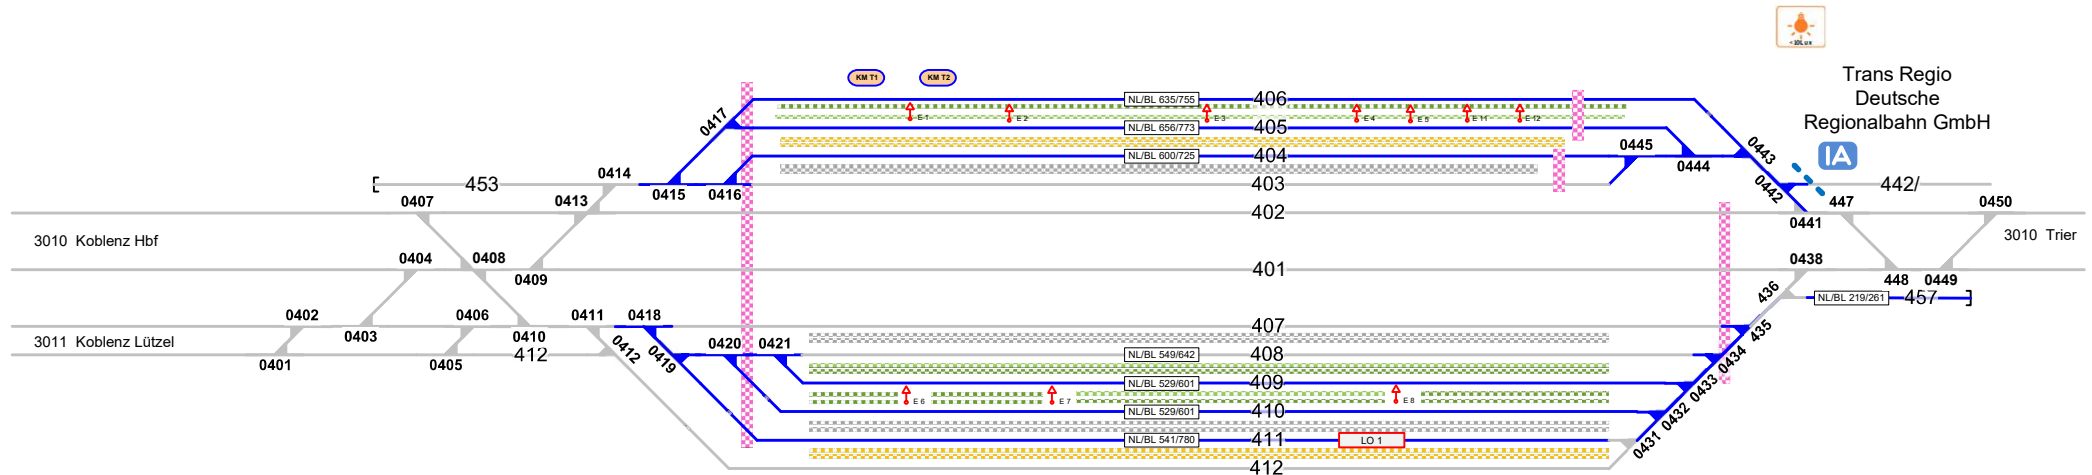 < 10L u x
Trans Regio
Deutsche
Regionalbahn GmbH
IA
KM T1
KM T2
NL/BL 635/755
406
E 1
E 2
E 3
E 4
E 5
E 11
E 12
0417
NL/BL 656/773
405
NL/BL 600/725
404
0445
0444
0443
0414
453
0415
0416
403
0442
442/
0407
0413
402
0441
447
0450
3010 Koblenz Hbf
3010 Trier
0404
0408
0409
401
0438
448
0449
436
NL/BL 219/261
457
0402
0403
0406
0410
0411
0418
407
435
3011 Koblenz Lützel
0401
0405
412
0412
0419
0420
0421
NL/BL 549/642
408
0434
NL/BL 529/601
409
0433
E 6
E 7
E 8
NL/BL 529/601
410
0432
NL/BL 541/780
411
LO 1
0431
412